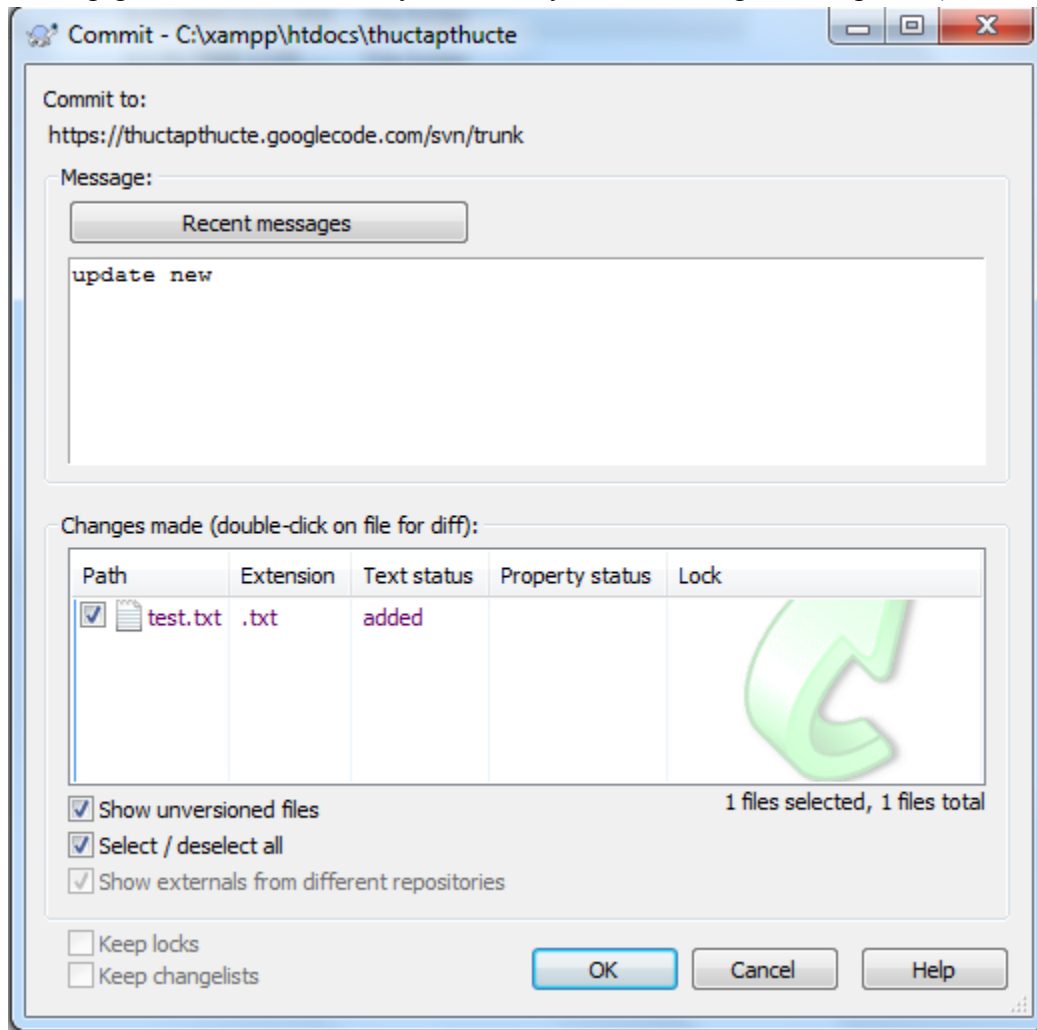 Commit - C:\xampp\htdocs\thuctapthucte
Commit to:
https://thuctapthucte.googlecode.com/svn/trunk
Message:
Recent messages
update new
Changes made (double-click on file for diff):
Path Extension Text status Property status Lock
test.txt .txt added
1 files selected, 1 files total
Show unversioned files
Select / deselect all
Show externals from different repositories
Keep locks
Keep changelists
OK Cancel Help